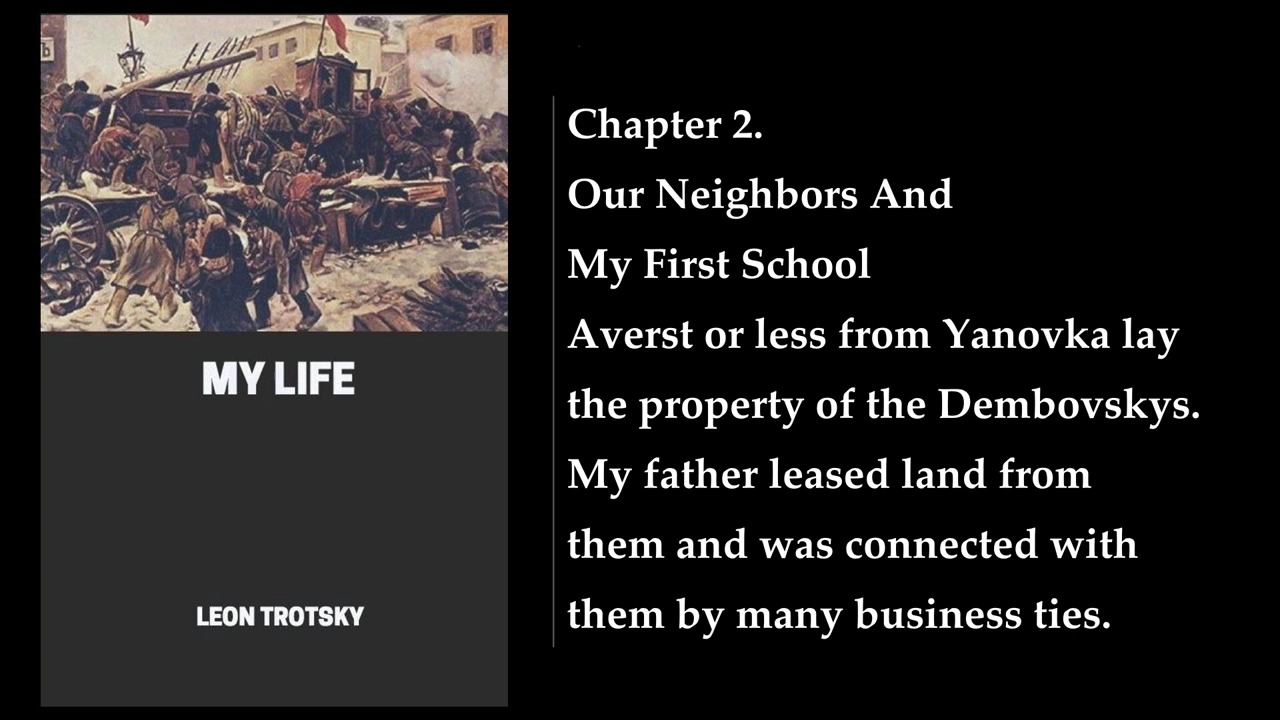 MY LIFE
LEON TROTSKY
Chapter 2.
Our Neighbors And
My First School
Averst or less from Yanovka lay
the property of the Dembovskys.
My father leased land from
them and was connected with
them by many business ties.